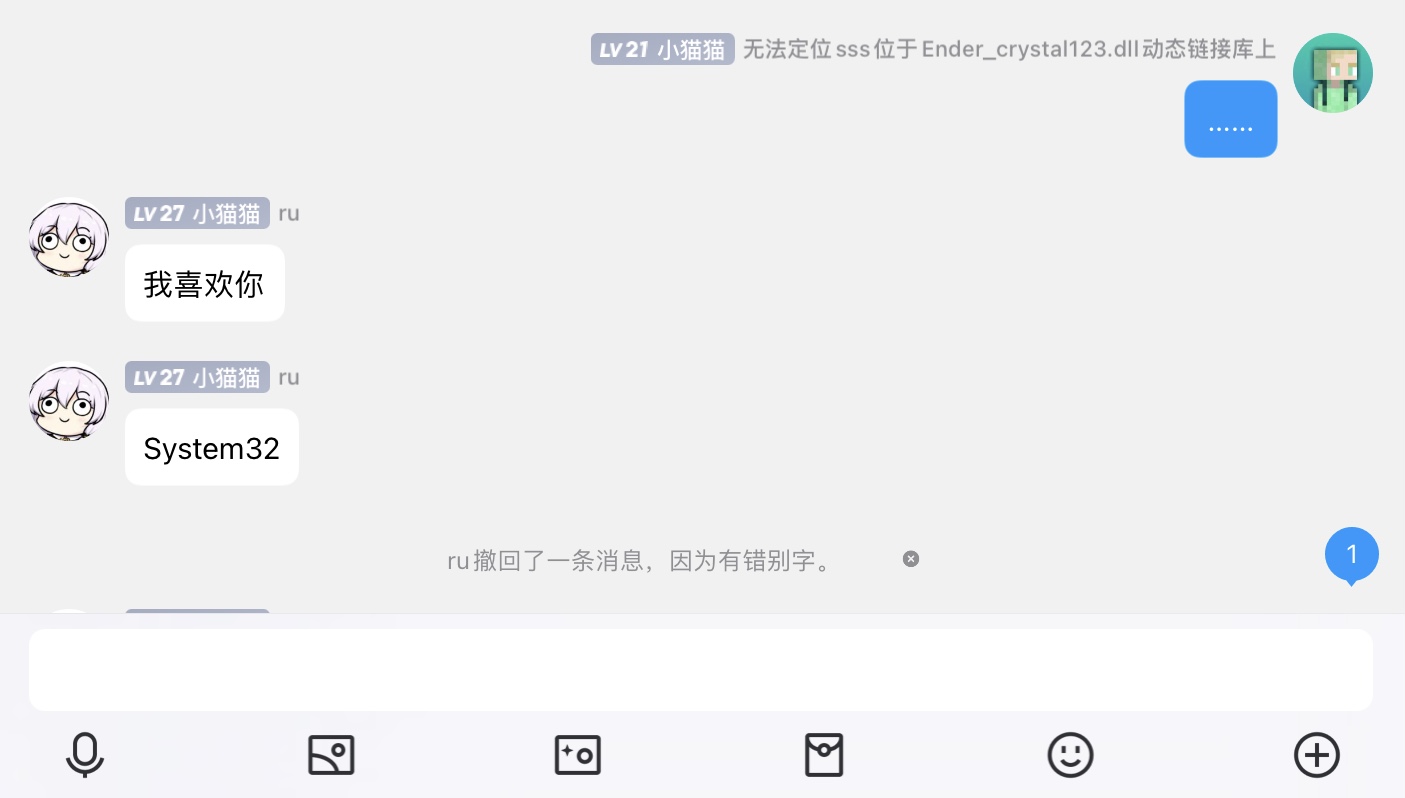 LV 21 小猫猫 无法定位sss位于Ender_crystal123.dll动态链接库上
......
LV 27 小猫猫 ru
我喜欢你
LV 27 小猫猫 ru
System32
ru撤回了一条消息，因为有错别字。
1